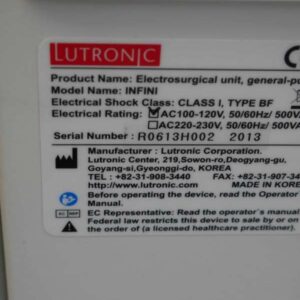 LUTRONIC
Product Name: Electrosurgical unit, general-p
Model Name: INFINI
Electrical Shock Class: CLASS I, TYPE BF
Electrical Rating: AC100-120V, 50/60Hz/ 500VA
AC220-230V, 50/60Hz/ 500VA
Serial Number: R0613H002 2013
Manufacturer : Lutronic Corporation.
Lutronic Center, 219,Sowon-ro,Deogyang-gu,
Goyang-si,Gyeonggi-do, KOREA
TEL : +82-31-908-3440 FAX: +82-31-907-34
http://www.lutronic.com MADE IN KOREA
Before operating the device, read the Operator`s
Manual.
EC REP
EC Representative: Read the operator`s manual
Federal law restricts this device to sale by or on
the order of (a licensed healthcare practitioner).